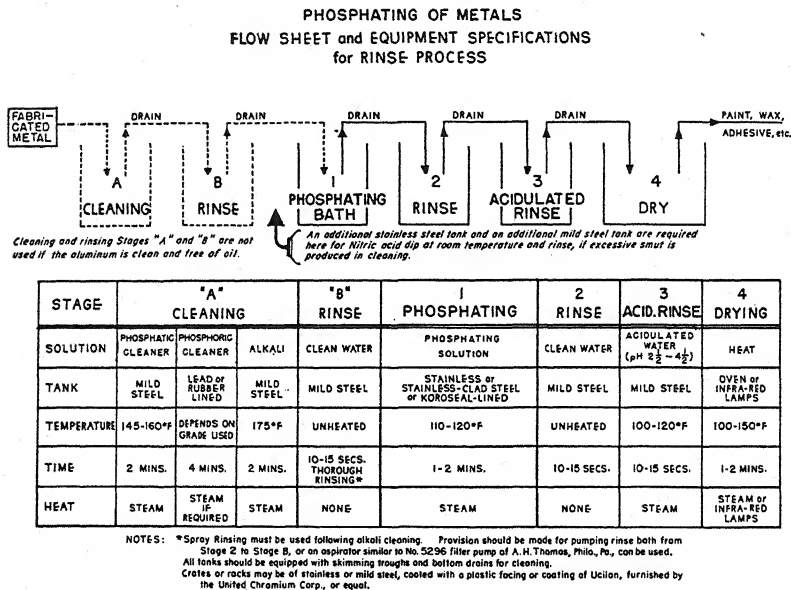 PHOSPHATING OF METALS
FLOW SHEET and EQUIPMENT SPECIFICATIONS
for RINSE PROCESS
FABRI-
CATED
METAL
DRAIN DRAIN DRAIN DRAIN DRAIN PAINT, WAX,
ADHESIVE, etc.
A B 1 2 3 4
CLEANING RINSE PHOSPHATING BATH RINSE ACIDULATED RINSE DRY
Cleaning and rinsing Stages "A" and "B" are not
used if the aluminum is clean and free of oil.
An additional stainless steel tank and an additional mild steel tank are required
here for Nitric acid dip at room temperature and rinse, if excessive smut is
produced in cleaning.
STAGE "A" CLEANING "B" RINSE 1 PHOSPHATING 2 RINSE 3 ACID.RINSE 4 DRYING
SOLUTION PHOSPHATIC CLEANER PHOSPHORIC CLEANER ALKALI CLEAN WATER PHOSPHATING SOLUTION CLEAN WATER ACIDULATED WATER (pH 2½-4½) HEAT
TANK MILD STEEL LEAD or RUBBER LINED MILD STEEL MILD STEEL STAINLESS or STAINLESS-CLAD STEEL or KOROSEAL-LINED MILD STEEL MILD STEEL OVEN or INFRA-RED LAMPS
TEMPERATURE 145-160°F DEPENDS ON GRADE USED 175°F UNHEATED 110-120°F UNHEATED 100-120°F 100-150°F
TIME 2 MINS. 4 MINS. 2 MINS. 10-15 SECS. THOROUGH RINSING* 1-2 MINS. 10-15 SECS. 10-15 SECS. 1-2 MINS.
HEAT STEAM STEAM IF REQUIRED STEAM NONE STEAM NONE STEAM STEAM or INFRA-RED LAMPS
NOTES: *Spray Rinsing must be used following alkali cleaning. Provision should be made for pumping rinse bath from
Stage 2 to Stage B, or an aspirator similar to No. 5296 filter pump of A.H. Thomas, Phila., Pa., can be used.
All tanks should be equipped with skimming troughs and bottom drains for cleaning.
Crates or racks may be of stainless or mild steel, coated with a plastic facing or coating of Ucilon, furnished by
the United Chromium Corp., or equal.